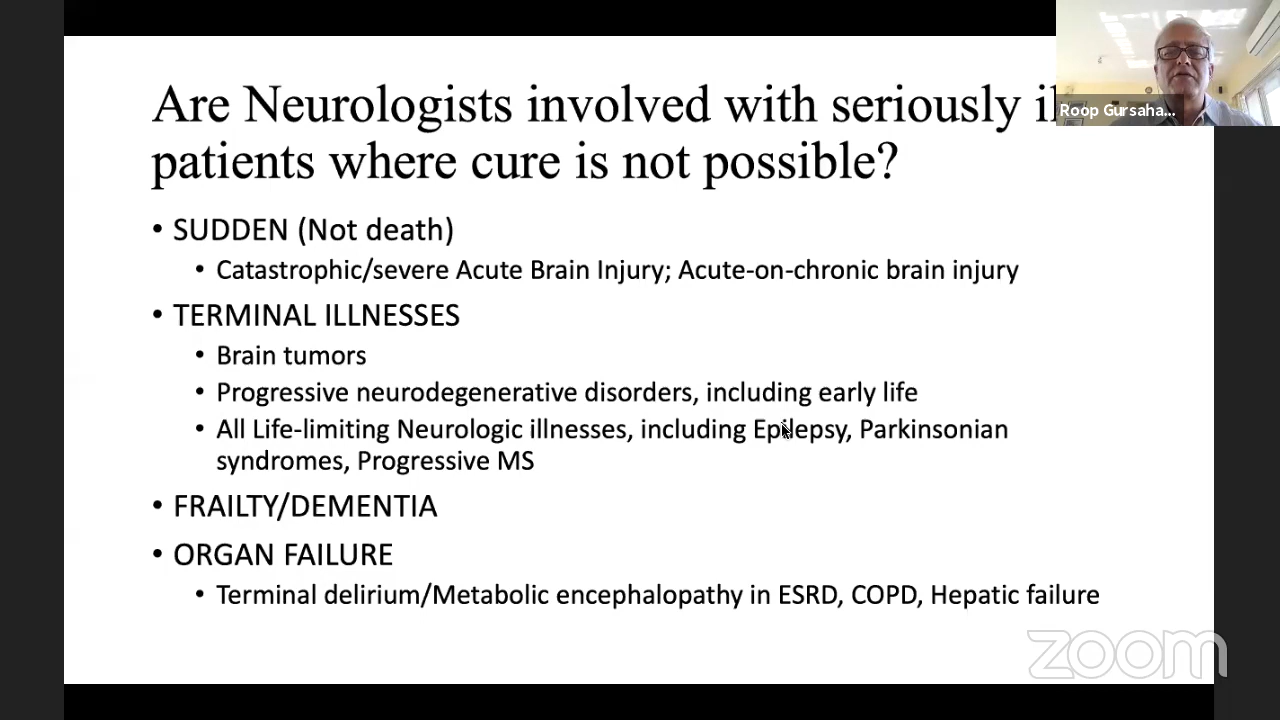 Are Neurologists involved with seriously
patients where cure is not possible?
• SUDDEN (Not death)
• Catastrophic/severe Acute Brain Injury; Acute-on-chronic brain injury
• TERMINAL ILLNESSES
• Brain tumors
• Progressive neurodegenerative disorders, including early life
• All Life-limiting Neurologic illnesses, including Epilepsy, Parkinsonian
syndromes, Progressive MS
• FRAILTY/DEMENTIA
• ORGAN FAILURE
• Terminal delirium/Metabolic encephalopathy in ESRD, COPD, Hepatic failure
Roop Gursaha...
zoom